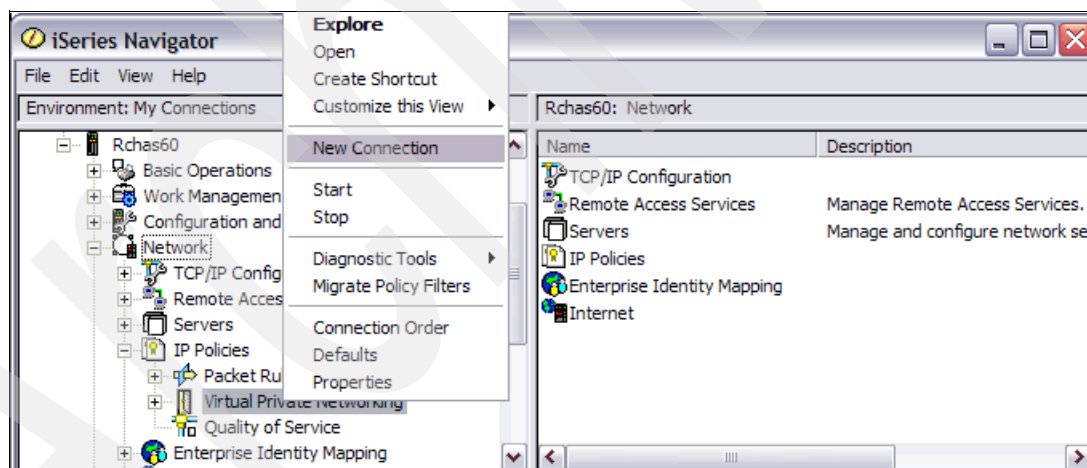 iSeries Navigator
File Edit View Help
Environment: My Connections
Rchas60: Network
Rchas60
Basic Operations
Work Managemen
Configuration and
Network
TCP/IP Config
Remote Acces
Servers
IP Policies
Packet Ru
Virtual Private Networking
Quality of Service
Enterprise Identity Mapping
Explore
Open
Create Shortcut
Customize this View
New Connection
Start
Stop
Diagnostic Tools
Migrate Policy Filters
Connection Order
Defaults
Properties
Name Description
TCP/IP Configuration
Remote Access Services Manage Remote Access Services.
Servers Manage and configure network se
IP Policies
Enterprise Identity Mapping
Internet